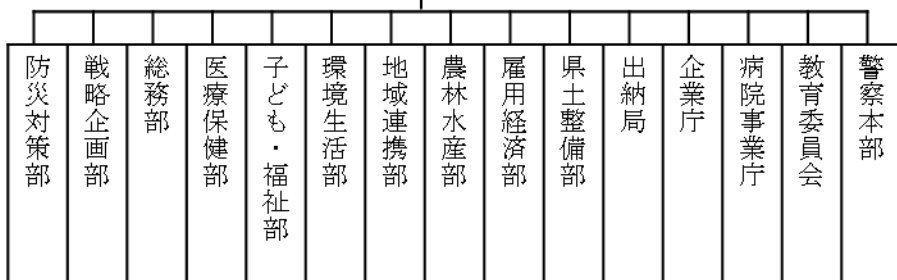 防災対策部
戦略企画部
総務部
医療保健部
子ども・福祉部
環境生活部
地域連携部
農林水産部
雇用経済部
県土整備部
出納局
企業庁
病院事業庁
教育委員会
警察本部